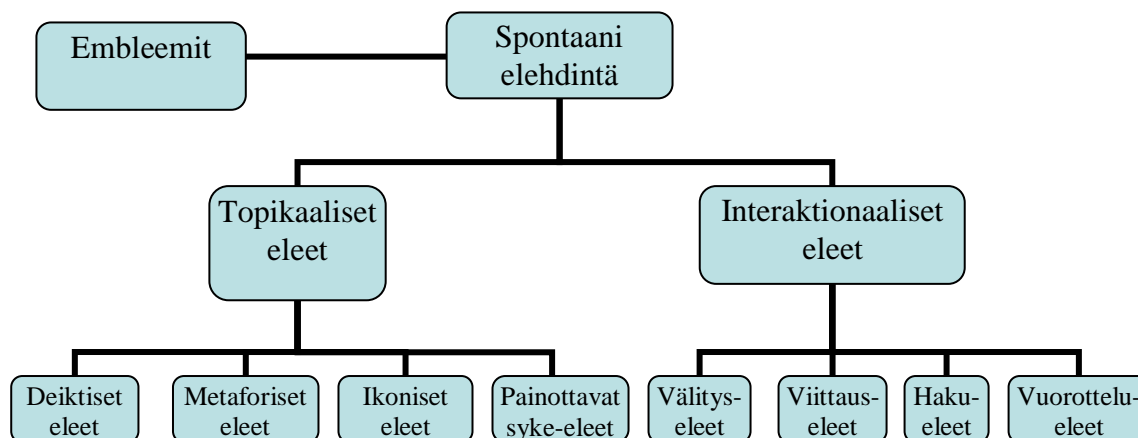 Embleemit
Spontaani
elehdintä
Topikaaliset
eleet
Interaktionaaliset
eleet
Deiktiset
eleet
Metaforiset
eleet
Ikoniset
eleet
Painottavat
syke-eleet
Välitys-
eleet
Viittaus-
eleet
Haku-
eleet
Vuorottelu-
eleet